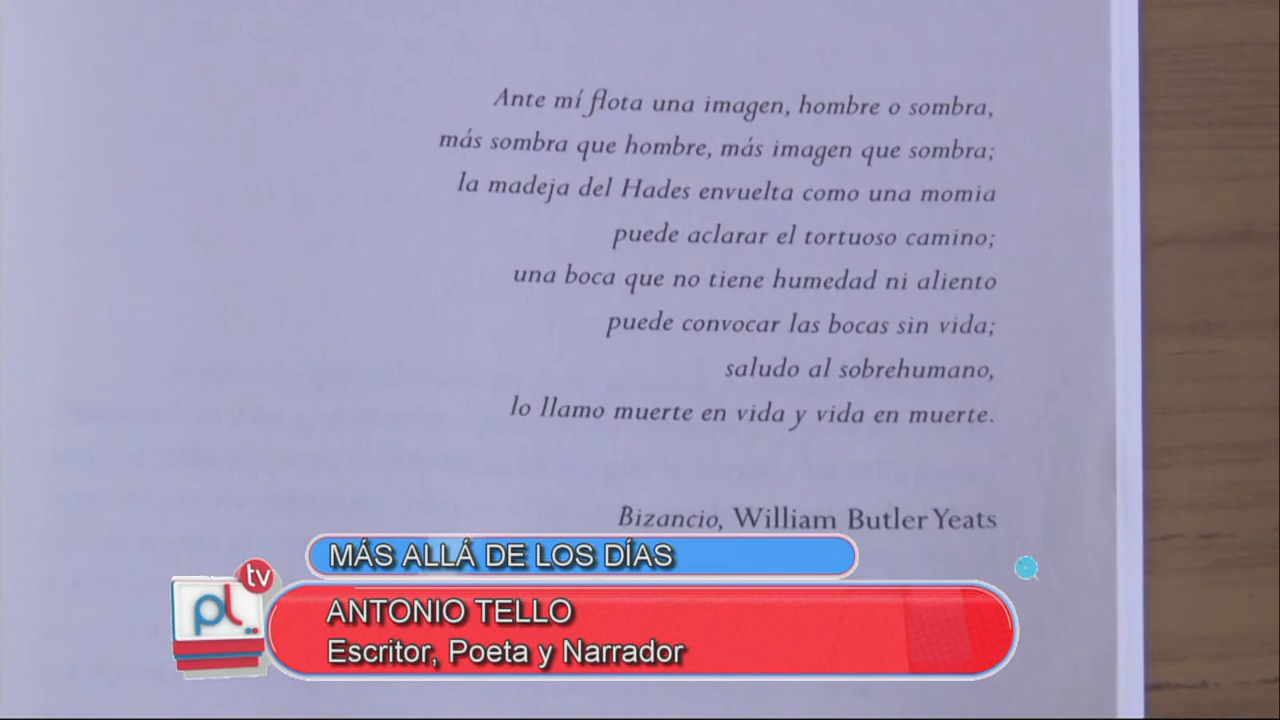 Ante mí flota una imagen, hombre o sombra,
más sombra que hombre, más imagen que sombra;
la madeja del Hades envuelta como una momia
puede aclarar el tortuoso camino;
una boca que no tiene humedad ni aliento
puede convocar las bocas sin vida;
saludo al sobrehumano,
lo llamo muerte en vida y vida en muerte.
Bizancio, William Butler Yeats
MÁS ALLÁ DE LOS DÍAS
tv
pl..
ANTONIO TELLO
Escritor, Poeta y Narrador